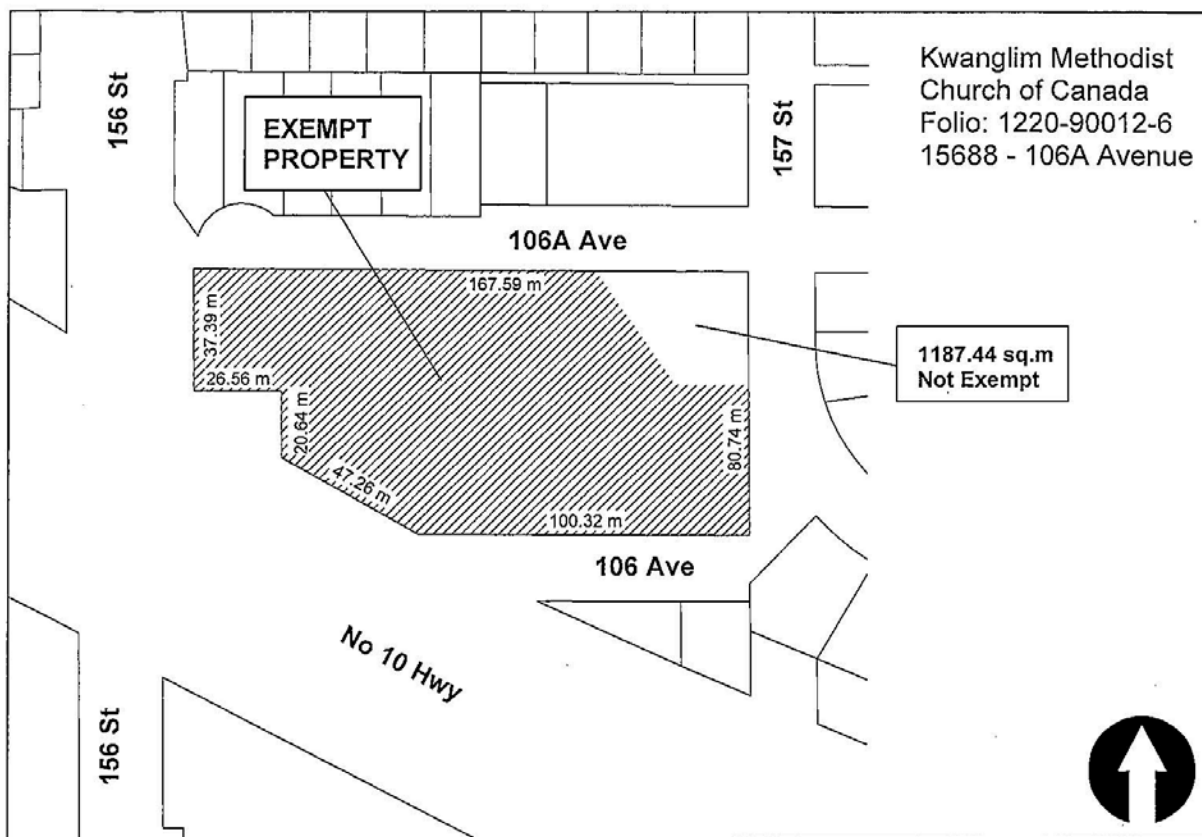 Kwanglim Methodist
Church of Canada
Folio: 1220-90012-6
15688 - 106A Avenue
156 St
EXEMPT
PROPERTY
157 St
106A Ave
167.59 m
37.39 m
26.56 m
20.64 m
47.26 m
100.32 m
80.74 m
1187.44 sq.m
Not Exempt
106 Ave
No 10 Hwy
156 St